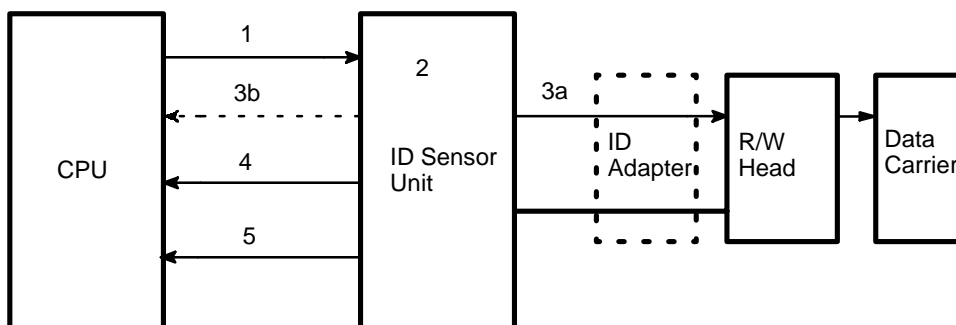 1
2
3b
3a
CPU
ID Sensor
Unit
4
5
ID
Adapter
R/W
Head
Data
Carrier